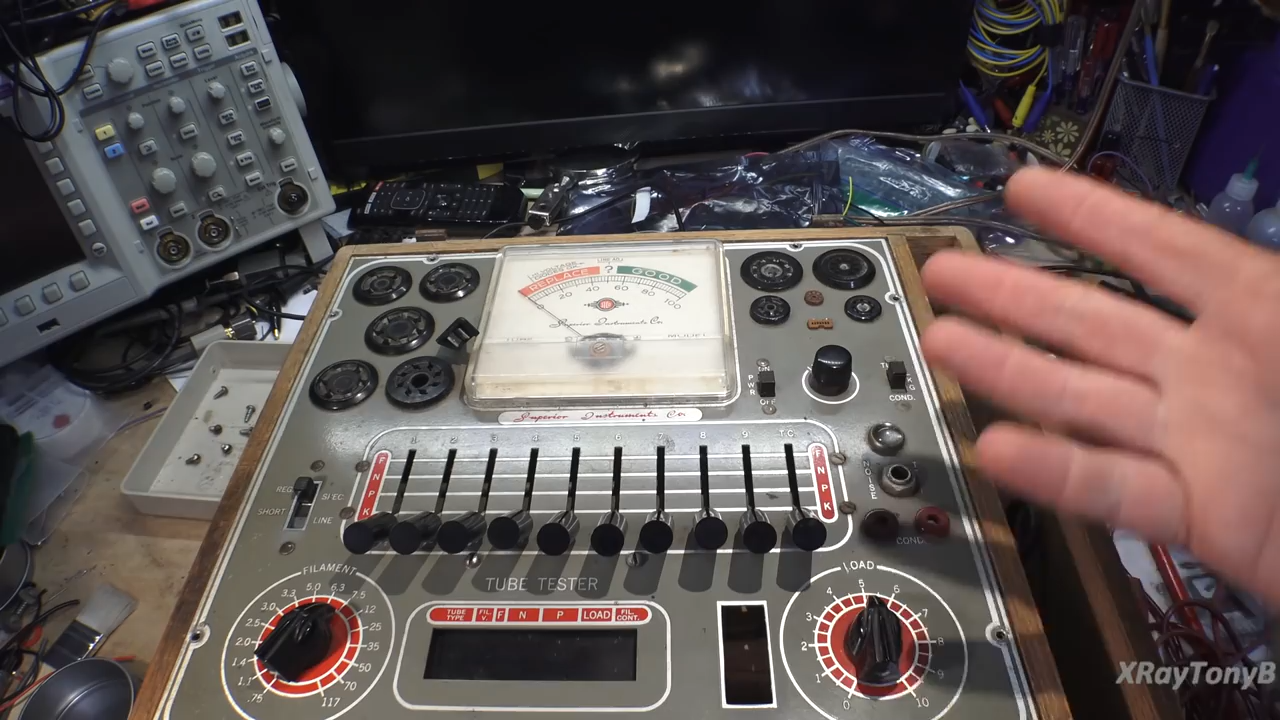 REPLACE ? GOOD
20 40 60 80 100
Superior Instruments Co.
MODEL
Superior Instruments Co.
ON
PWR
OFF
COND.
1 2 3 4 5 6 7 8 9 TC
F N P K
F N P K
REG
SPEC.
SHORT
LINE
NOISE
COND.
TUBE TESTER
FILAMENT
.75 1.1 1.4 2.0 2.5 3.0 3.3 5.0 6.3 7.5 12 25 35 50 70 117
TUBE TYPE FIL. V. F N P LOAD FIL. CONT.
LOAD
0 1 2 3 4 5 6 7 8 9 10
XRayTonyB